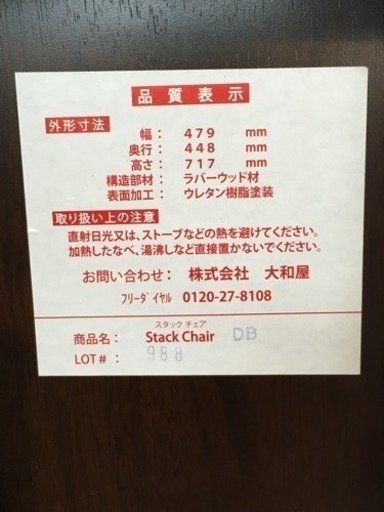 品質表示
外形寸法
幅： 479 mm
奥行： 448 mm
高さ： 717 mm
構造部材： ラバーウッド材
表面加工： ウレタン樹脂塗装
取り扱い上の注意
直射日光又は、ストーブなどの熱を避けてください。
加熱したなべ、湯沸しなど直接置かないでください。
お問い合わせ： 株式会社 大和屋
フリーダイヤル 0120-27-8108
スタックチェア
商品名： Stack Chair DB
LOT #： 988